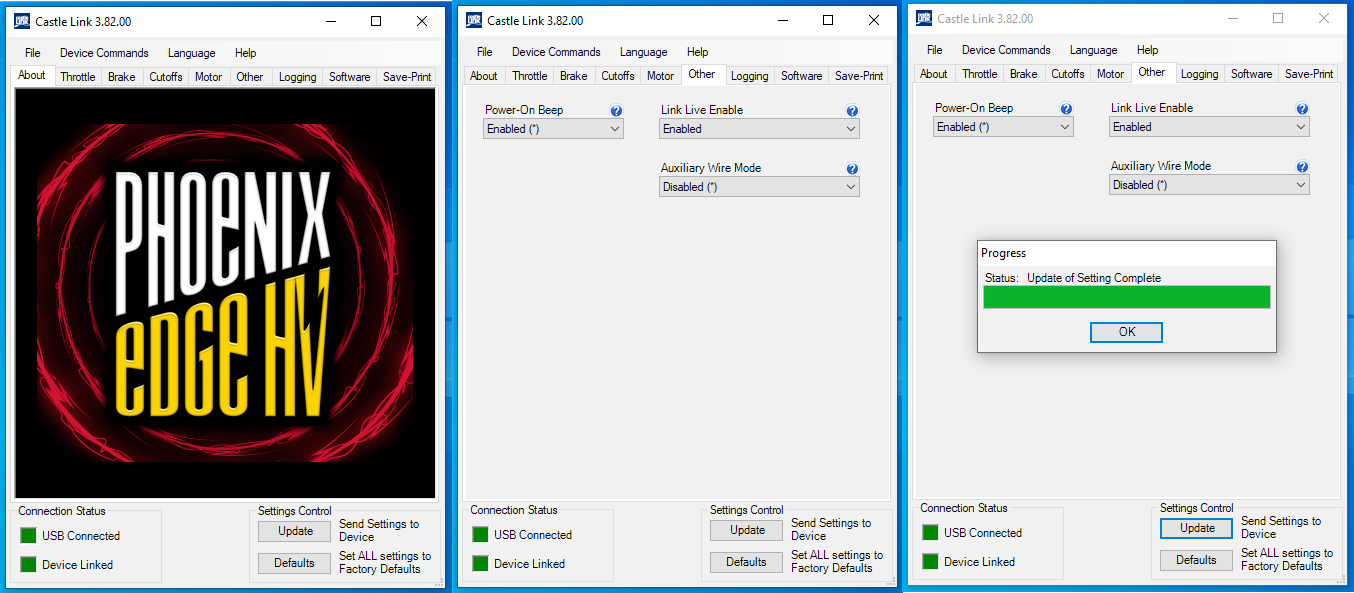 Castle Link 3.82.00
File Device Commands Language Help
About Throttle Brake Cutoffs Motor Other Logging Software Save-Print
PHOENIX
EDGE HV
Connection Status
USB Connected
Device Linked
Settings Control
Update Send Settings to
Device
Defaults Set ALL settings to
Factory Defaults
Castle Link 3.82.00
File Device Commands Language Help
About Throttle Brake Cutoffs Motor Other Logging Software Save-Print
Power-On Beep
Enabled (*)
Link Live Enable
Enabled
Auxiliary Wire Mode
Disabled (*)
Connection Status
USB Connected
Device Linked
Settings Control
Update Send Settings to
Device
Defaults Set ALL settings to
Factory Defaults
Castle Link 3.82.00
File Device Commands Language Help
About Throttle Brake Cutoffs Motor Other Logging Software Save-Print
Power-On Beep
Enabled (*)
Link Live Enable
Enabled
Auxiliary Wire Mode
Disabled (*)
Progress
Status: Update of Setting Complete
OK
Connection Status
USB Connected
Device Linked
Settings Control
Update Send Settings to
Device
Defaults Set ALL settings to
Factory Defaults